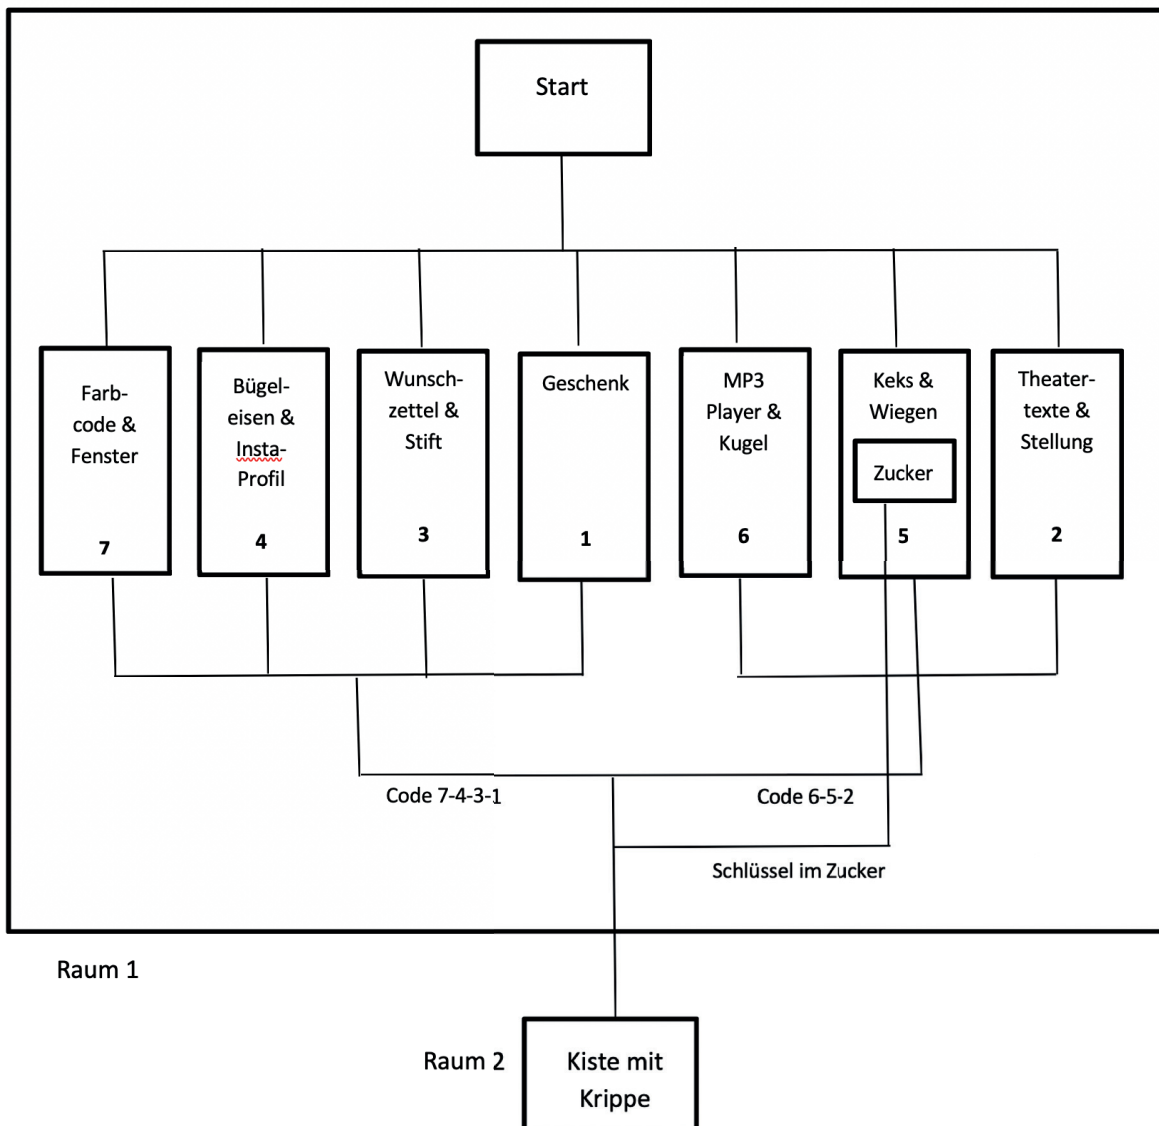 Start
Farb-
code &
Fenster
7
Bügel-
eisen &
Insta-
Profil
4
Wunsch-
zettel &
Stift
3
Geschenk
1
MP3
Player &
Kugel
6
Keks &
Wiegen
Zucker
5
Theater-
texte &
Stellung
2
Code 7-4-3-1
Code 6-5-2
Schlüssel im Zucker
Raum 1
Raum 2
Kiste mit
Krippe